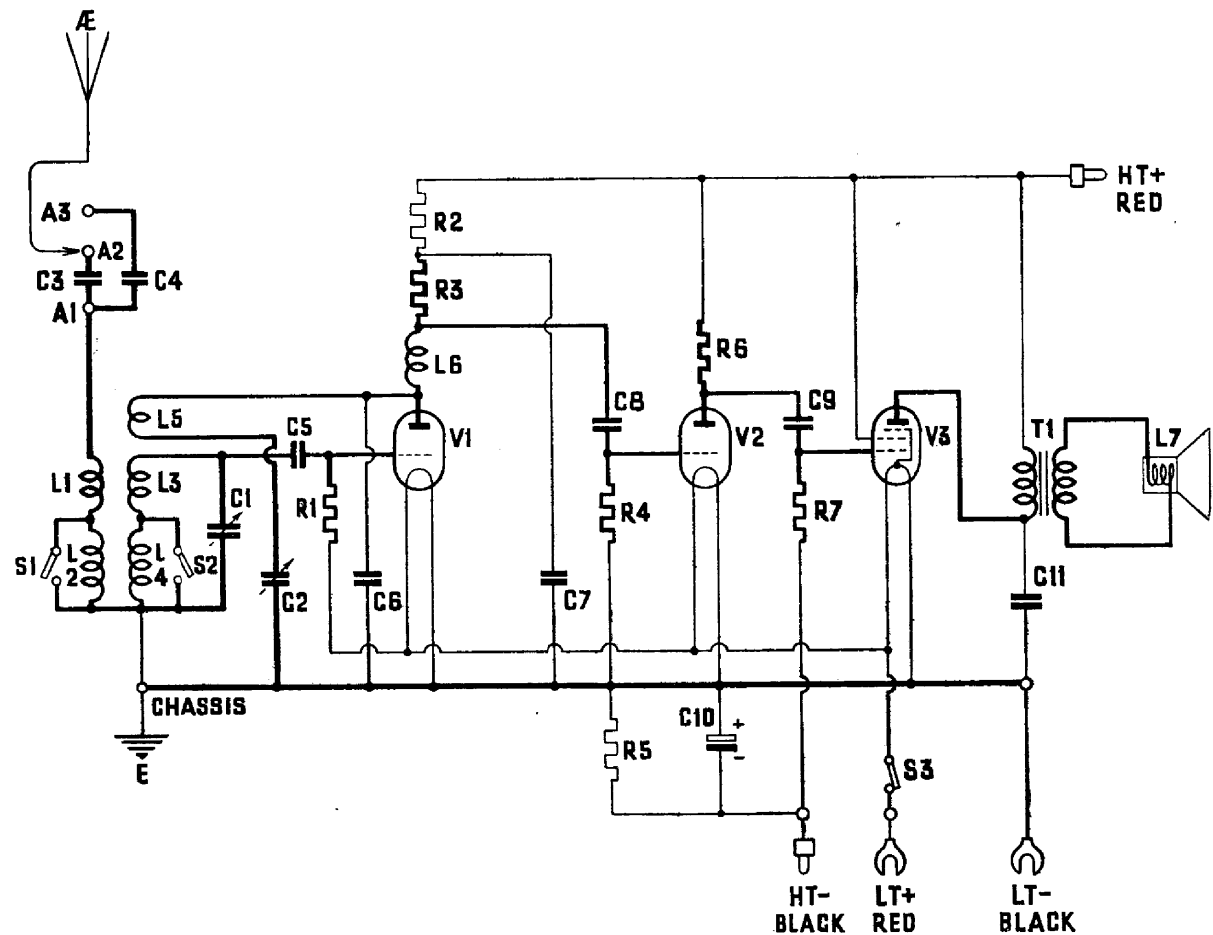 Æ
HT+
RED
A3
R2
A2
C3
C4
R3
A1
R6
L6
C8
C9
L5
C5
V1
V2
V3
T1
L7
L1
L3
C1
R1
R4
R7
S1
L
2
L
4
S2
C2
C6
C7
C11
CHASSIS
C10
+
–
R5
E
S3
HT–
BLACK
LT+
RED
LT–
BLACK